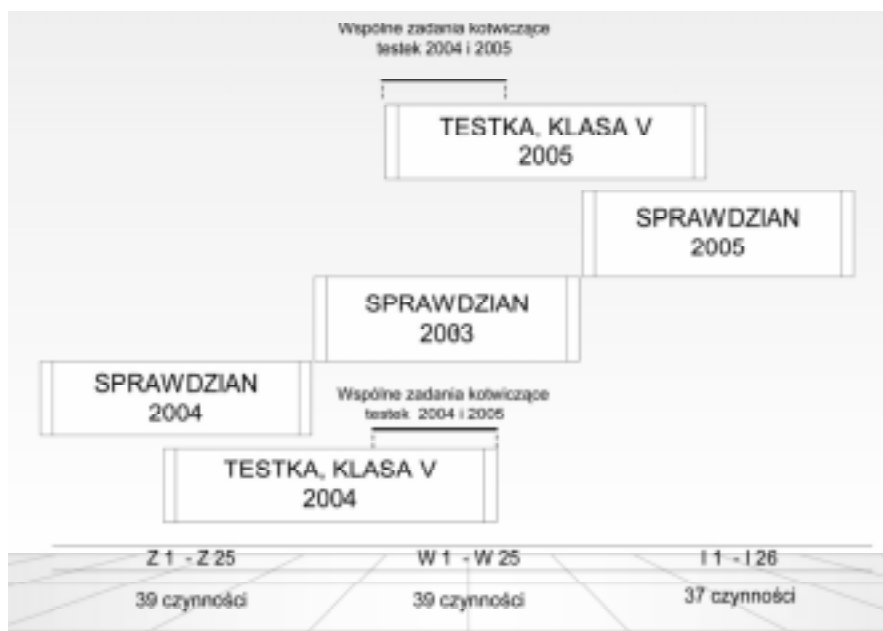 Wspólne zadania kotwiczące
testek 2004 i 2005
TESTKA, KLASA V
2005
SPRAWDZIAN
2005
SPRAWDZIAN
2003
SPRAWDZIAN
2004
Wspólne zadania kotwiczące
testek 2004 i 2005
TESTKA, KLASA V
2004
Z 1 - Z 25
W 1 - W 25
I 1 - I 26
39 czynności
39 czynności
37 czynności